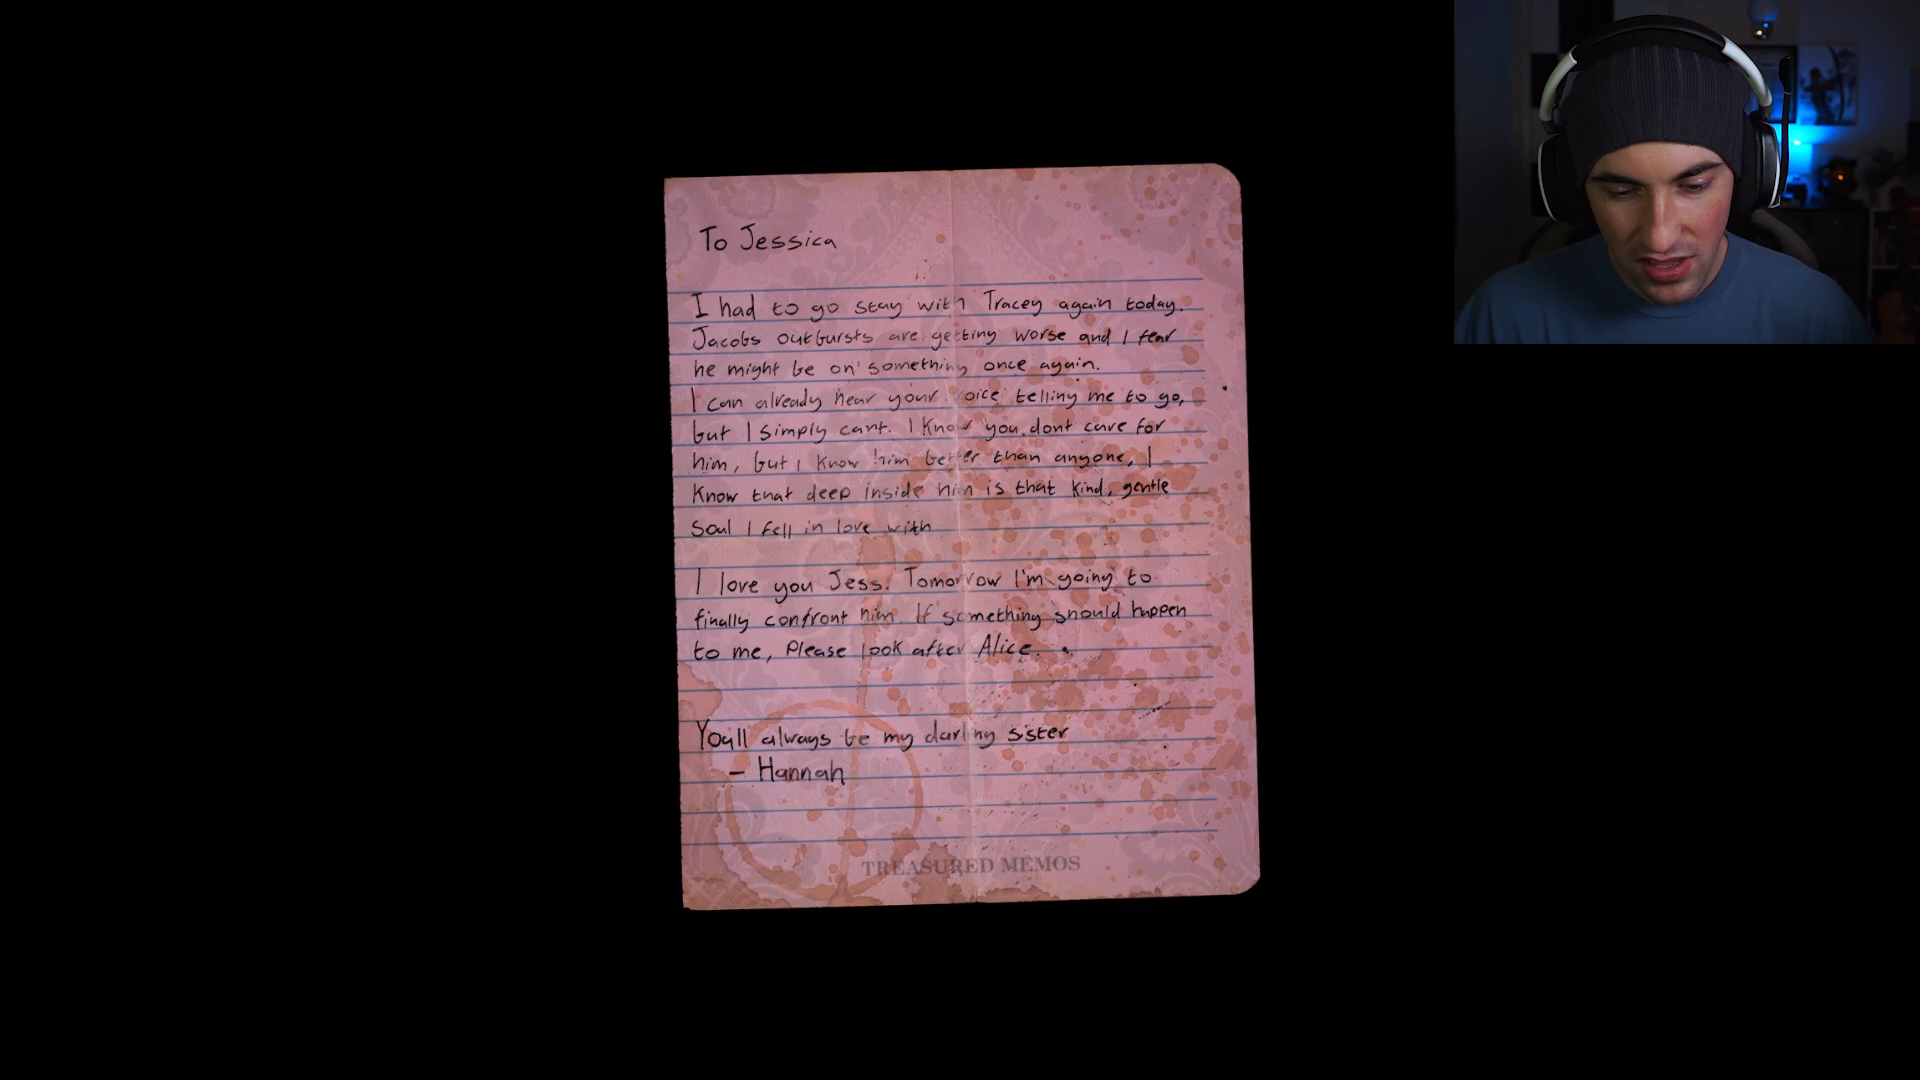 To Jessica
I had to go stay with Tracey again today.
Jacobs outbursts are getting worse and I fear
he might be on something once again.
I can already hear your voice telling me to go,
but I simply cant. I know you dont care for
him, but I know him better than anyone, I
know that deep inside him is that kind, gentle
soul I fell in love with
I love you Jess. Tomorrow I'm going to
finally confront him. If something should happen
to me, Please look after Alice.
Youll always be my darling sister
– Hannah
TREASURED MEMOS